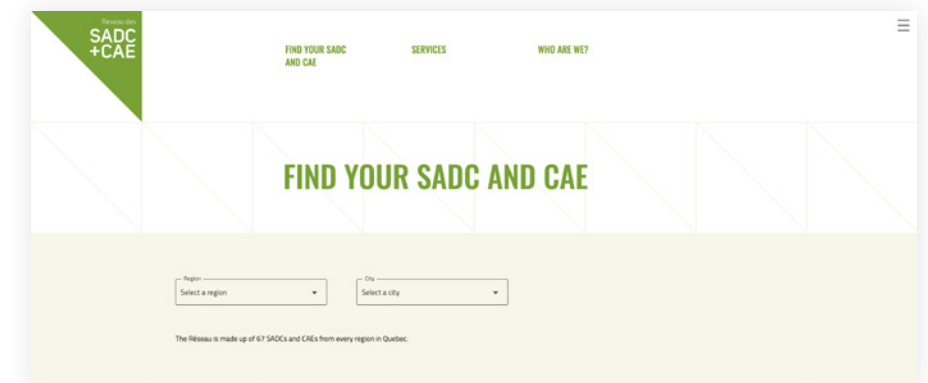 Réseau des
SADC
+CAE
FIND YOUR SADC
AND CAE
SERVICES
WHO ARE WE?
FIND YOUR SADC AND CAE
Region
Select a region
City
Select a city
The Réseau is made up of 67 SADCs and CAEs from every region in Quebec.